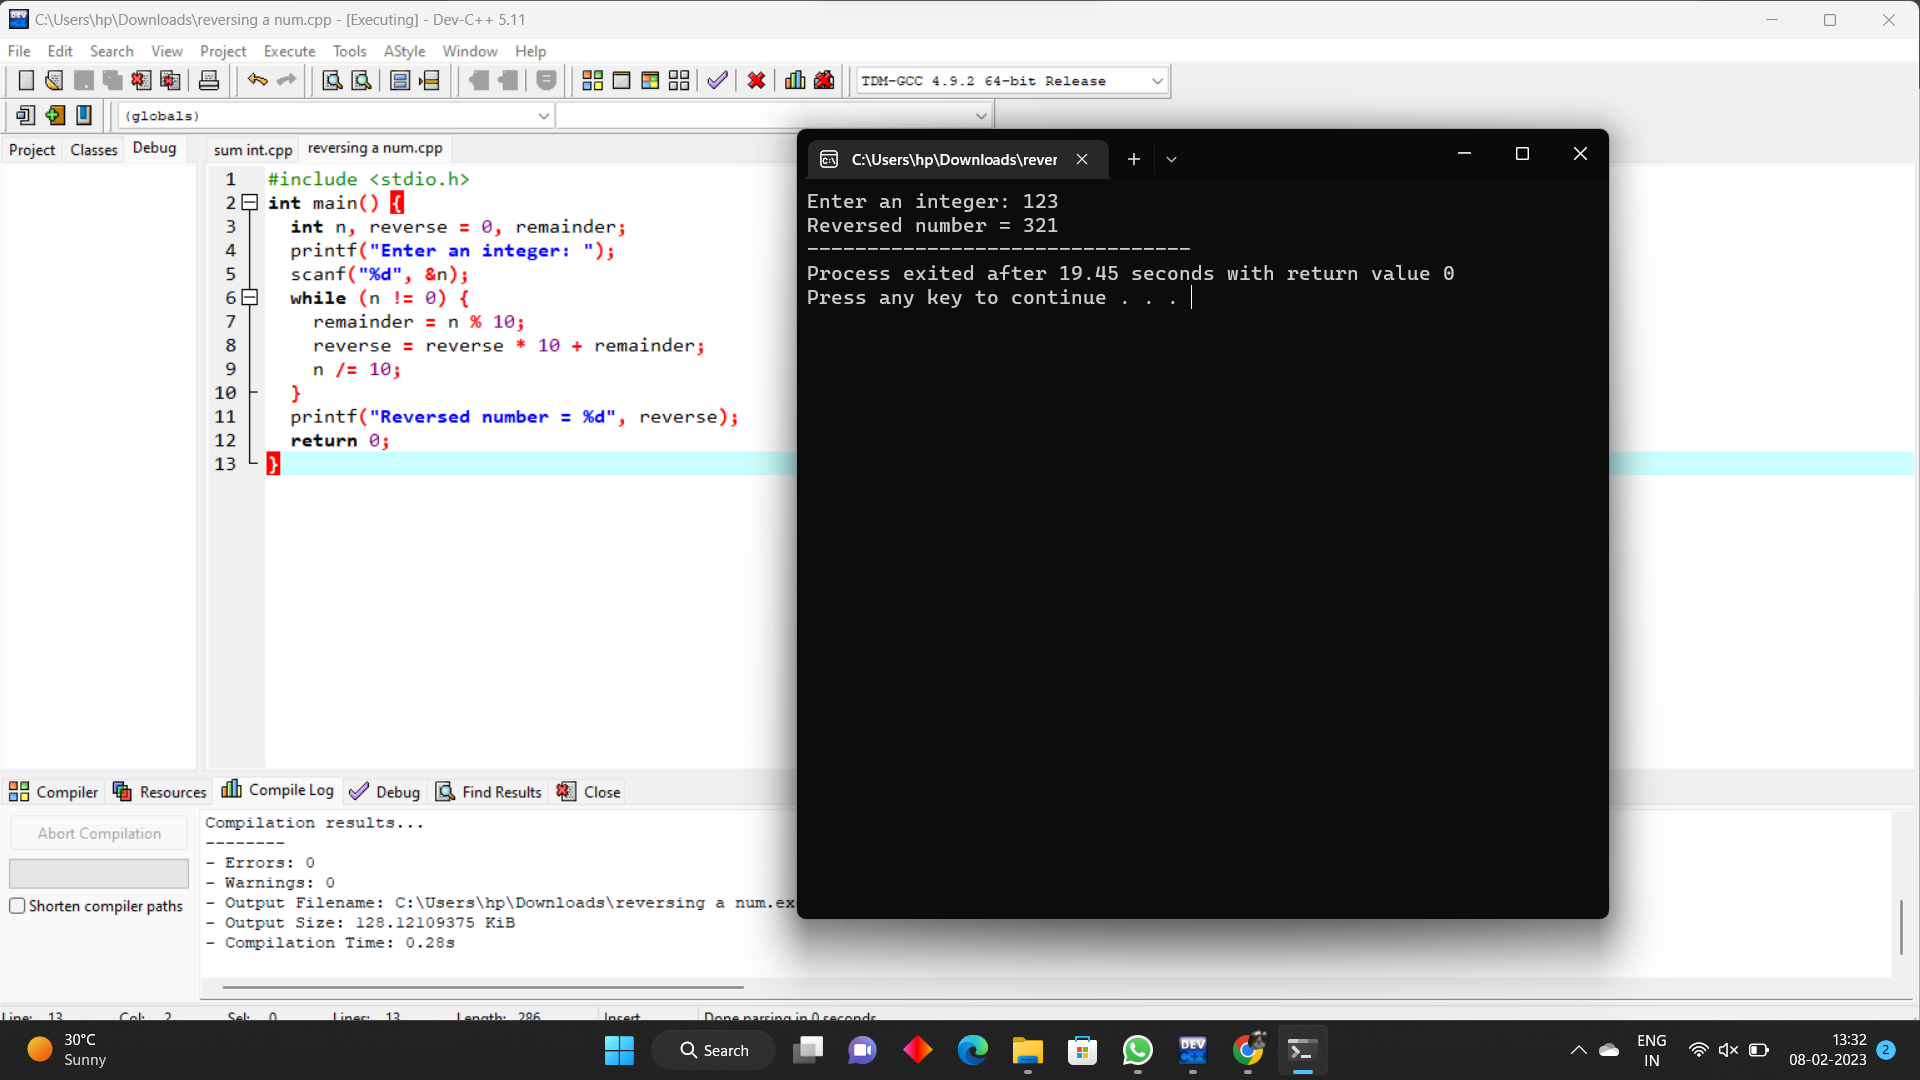 C:\Users\hp\Downloads\reversing a num.cpp - [Executing] - Dev-C++ 5.11
File Edit Search View Project Execute Tools AStyle Window Help
TDM-GCC 4.9.2 64-bit Release
(globals)
Project Classes Debug
sum int.cpp reversing a num.cpp
1 #include <stdio.h>
2 int main() {
3 int n, reverse = 0, remainder;
4 printf("Enter an integer: ");
5 scanf("%d", &n);
6 while (n != 0) {
7 remainder = n % 10;
8 reverse = reverse * 10 + remainder;
9 n /= 10;
10 }
11 printf("Reversed number = %d", reverse);
12 return 0;
13 }
C:\Users\hp\Downloads\rever
Enter an integer: 123
Reversed number = 321
--------------------------------
Process exited after 19.45 seconds with return value 0
Press any key to continue . . .
Compiler Resources Compile Log Debug Find Results Close
Abort Compilation
Shorten compiler paths
Compilation results...
--------
- Errors: 0
- Warnings: 0
- Output Filename: C:\Users\hp\Downloads\reversing a num.ex
- Output Size: 128.12109375 KiB
- Compilation Time: 0.28s
Line: 13 Col: 2 Sel: 0 Lines: 13 Length: 286 Insert Done parsing in 0 seconds
30°C
Sunny
Search
DEV
C++
ENG
IN
13:32
08-02-2023
2